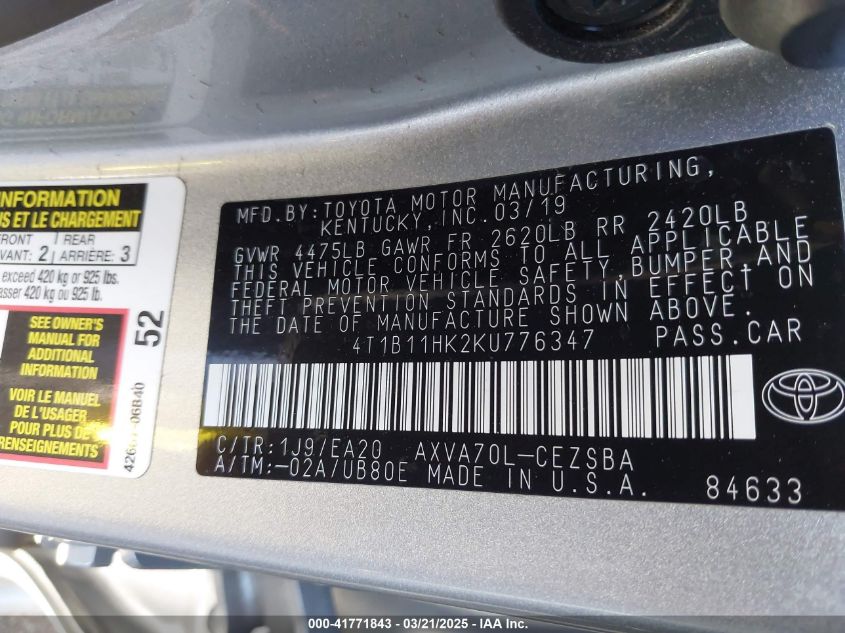 INFORMATION
US ET LE CHARGEMENT
FRONT
VANT: 2
REAR
ARRIÈRE: 3
exceed 420 kg or 925 lbs.
asser 420 kg ou 925 lb.
SEE OWNER'S
MANUAL FOR
ADDITIONAL
INFORMATION
VOIR LE MANUEL
DE L'USAGER
POUR PLUS DE
RENSEIGNEMENTS
52
06B40
MFD.BY:TOYOTA MOTOR MANUFACTURING,
KENTUCKY,INC.03/19
GVWR 4475LB GAWR FR 2620LB RR 2420LB
THIS VEHICLE CONFORMS TO ALL APPLICABLE
FEDERAL MOTOR VEHICLE SAFETY,BUMPER AND
THEFT PREVENTION STANDARDS IN EFFECT ON
THE DATE OF MANUFACTURE SHOWN ABOVE.
4T1B11HK2KU776347 PASS.CAR
C/TR:1J9/EA20 AXVA70L-CEZSBA
A/TM:-02A/UB80E MADE IN U.S.A.
84633
000-41771843 - 03/21/2025 - IAA Inc.